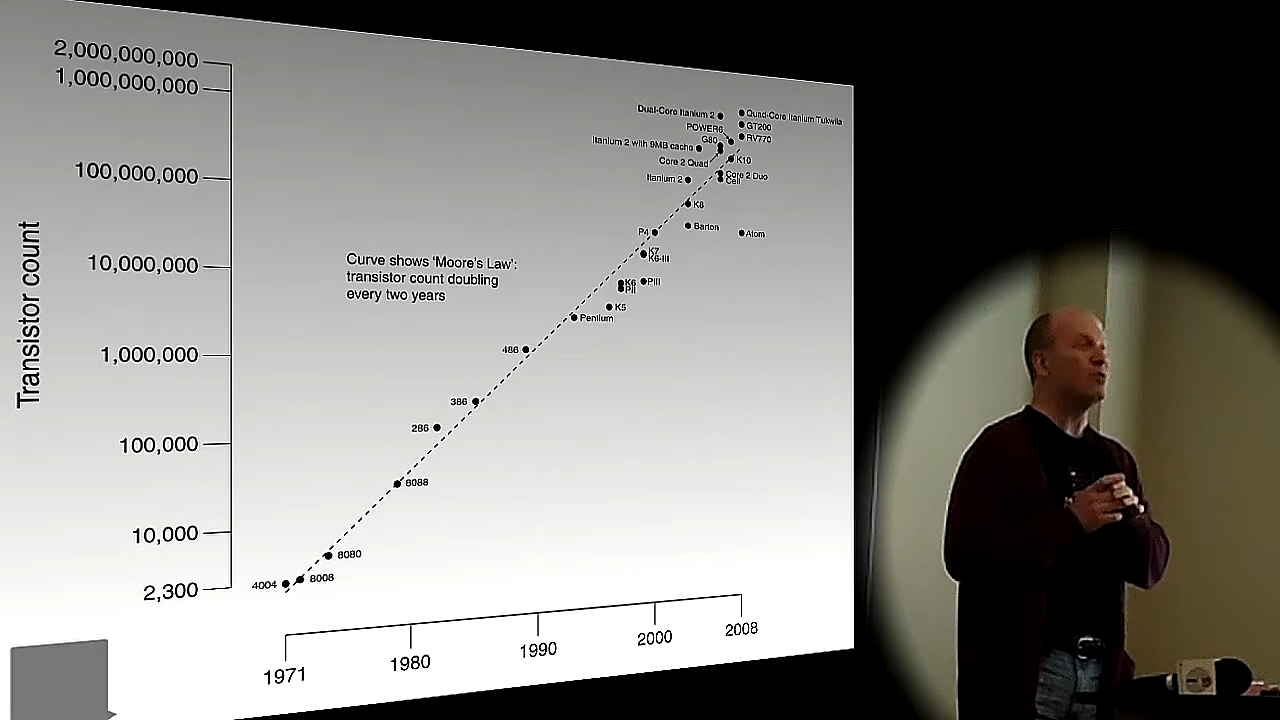 2,000,000,000
1,000,000,000
100,000,000
10,000,000
1,000,000
100,000
10,000
2,300
Transistor count
Curve shows 'Moore's Law':
transistor count doubling
every two years
Dual-Core Itanium 2
Quad-Core Itanium Tukwila
GT200
POWER6
RV770
G80
Itanium 2 with 9MB cache
K10
Core 2 Quad
Core 2 Duo
Cell
Itanium 2
K8
Barton
P4
Atom
K7
K6-III
K6
PIII
PII
K5
Pentium
486
386
286
8088
8080
8008
4004
1971
1980
1990
2000
2008